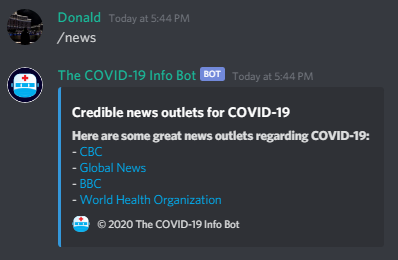 Donald Today at 5:44 PM
/news
The COVID-19 Info Bot BOT Today at 5:44 PM
Credible news outlets for COVID-19
Here are some great news outlets regarding COVID-19:
- CBC
- Global News
- BBC
- World Health Organization
© 2020 The COVID-19 Info Bot